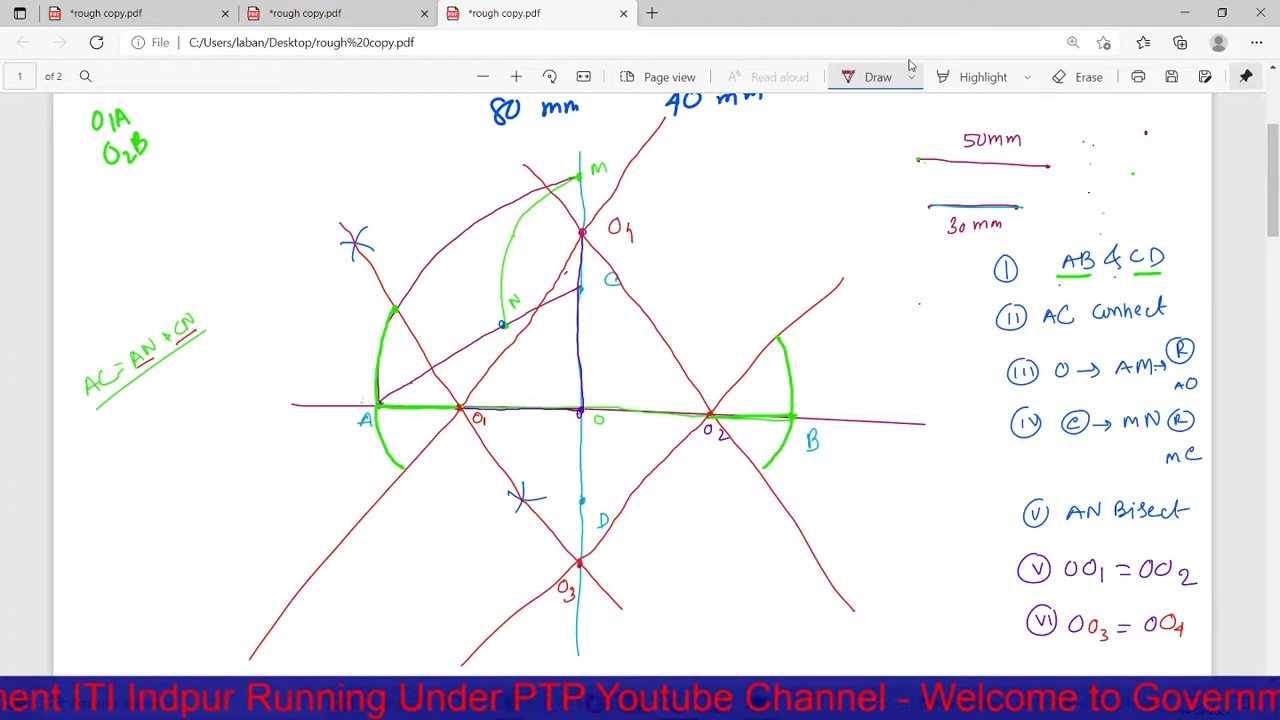 *rough copy.pdf
*rough copy.pdf
*rough copy.pdf
File C:/Users/laban/Desktop/rough%20copy.pdf
1 of 2
Page view
Read aloud
Draw
Highlight
Erase
80 mm 40 mm
O1A
O2B
50mm
30 mm
M
O4
C
N
AC = AN + CN
A
O1
O
O2
B
D
O3
I AB & CD
II AC Connect
III O → AM → R
AO
IV C → MN R
MC
V AN Bisect
V OO1 = OO2
VI OO3 = OO4
ment ITI Indpur Running Under PTP Youtube Channel - Welcome to Governm